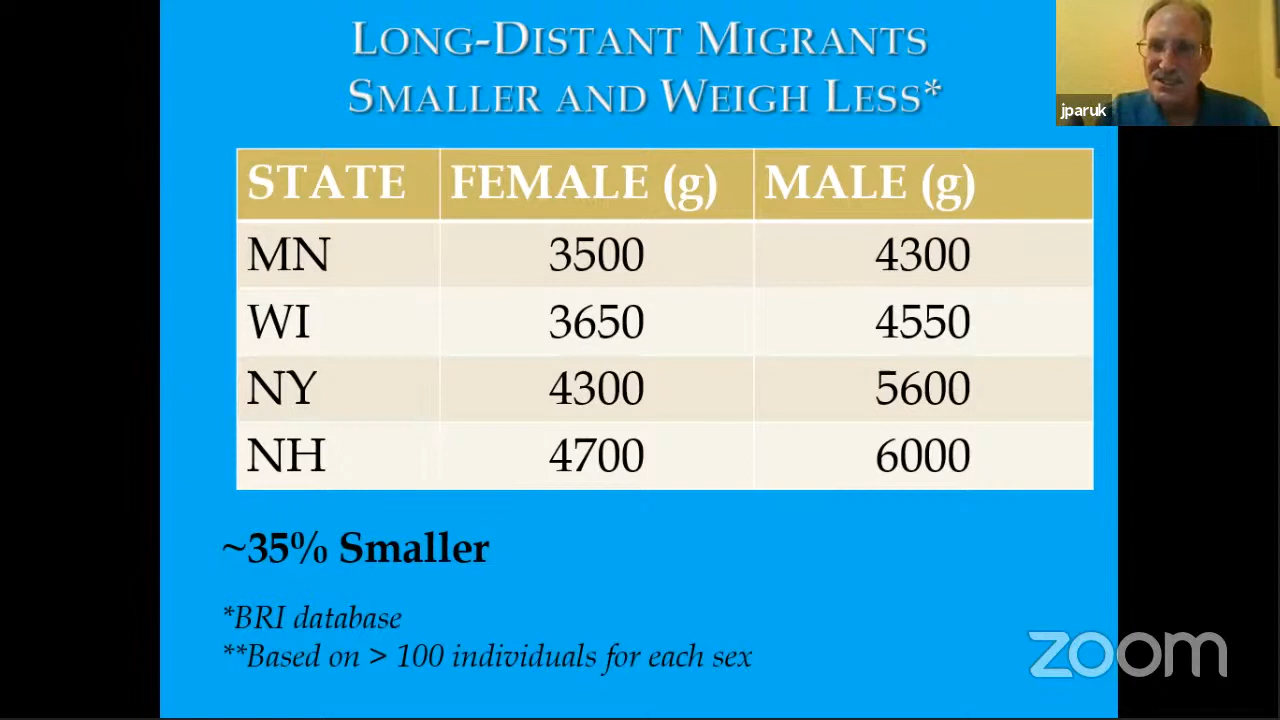 LONG-DISTANT MIGRANTS
SMALLER AND WEIGH LESS*
jparuk
STATE FEMALE (g) MALE (g)
MN 3500 4300
WI 3650 4550
NY 4300 5600
NH 4700 6000
~35% Smaller
*BRI database
**Based on > 100 individuals for each sex
zoom